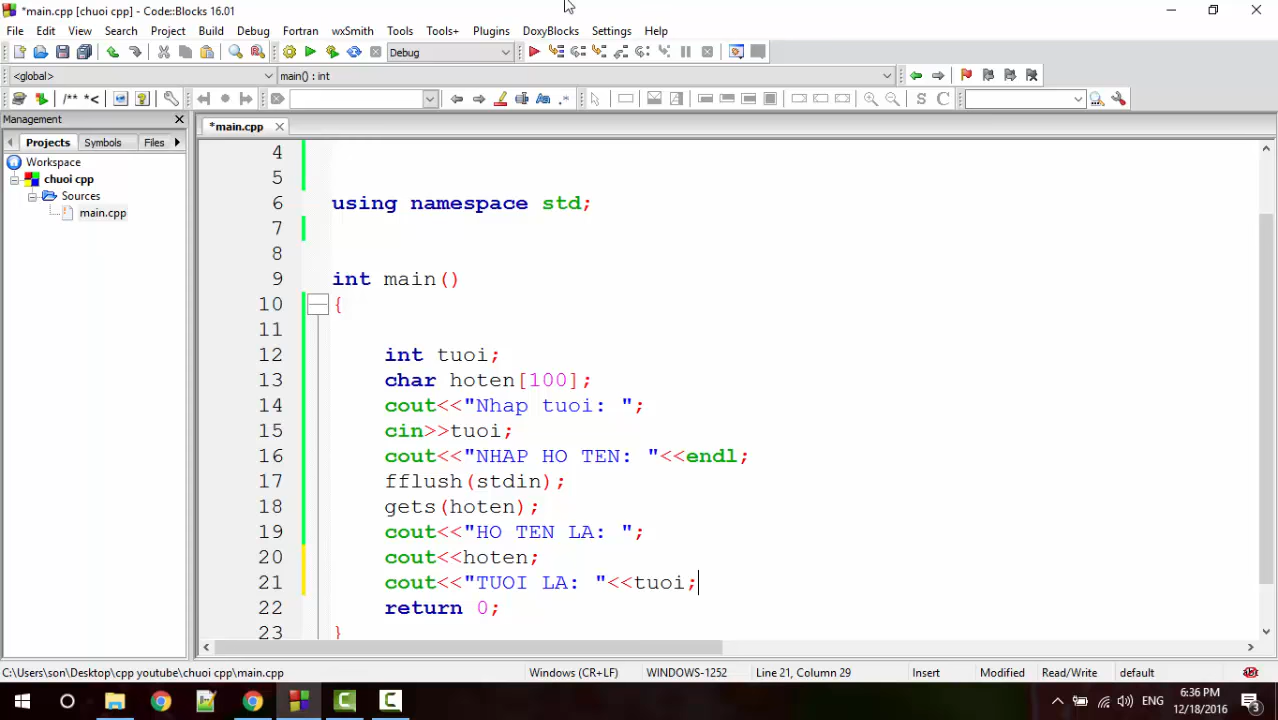 *main.cpp [chuoi cpp] - Code::Blocks 16.01
File Edit View Search Project Build Debug Fortran wxSmith Tools Tools+ Plugins DoxyBlocks Settings Help
Debug
<global> main() : int
/** *<
S C
Management
*main.cpp
Projects Symbols Files
Workspace
chuoi cpp
Sources
main.cpp
4
5
6 using namespace std;
7
8
9 int main()
10 {
11
12 int tuoi;
13 char hoten[100];
14 cout<<"Nhap tuoi: ";
15 cin>>tuoi;
16 cout<<"NHAP HO TEN: "<<endl;
17 fflush(stdin);
18 gets(hoten);
19 cout<<"HO TEN LA: ";
20 cout<<hoten;
21 cout<<"TUOI LA: "<<tuoi;
22 return 0;
23 }
C:\Users\son\Desktop\cpp youtube\chuoi cpp\main.cpp Windows (CR+LF) WINDOWS-1252 Line 21, Column 29 Insert Modified Read/Write default
ENG 6:36 PM
12/18/2016
3